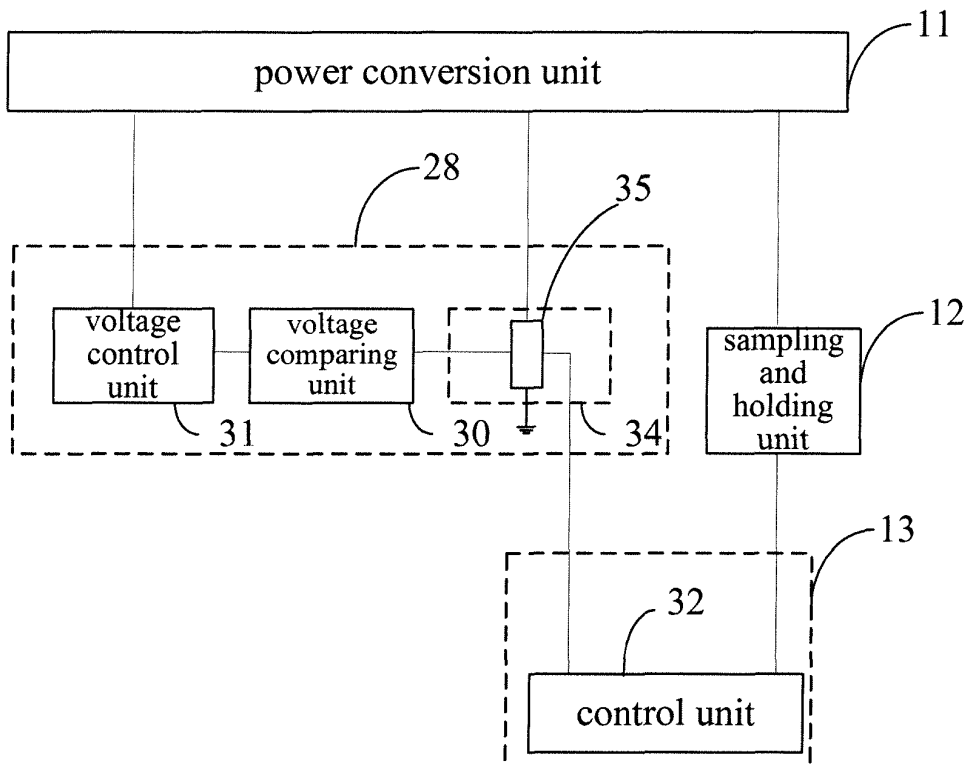 11
power conversion unit
28
35
voltage
control
unit
voltage
comparing
unit
12
sampling
and
holding
unit
31
30
34
13
32
control unit